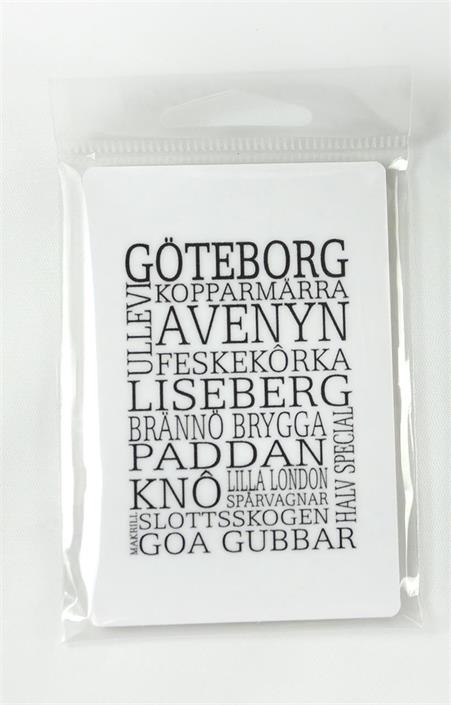 GÖTEBORG
ULLEVI
KOPPARMÄRRA
AVENYN
FESKEKÔRKA
LISEBERG
BRÄNNÖ BRYGGA
PADDAN
HALV SPECIAL
KNÔ
LILLA LONDON
SPÅRVAGNAR
MAKRILL
SLOTTSSKOGEN
GOA GUBBAR